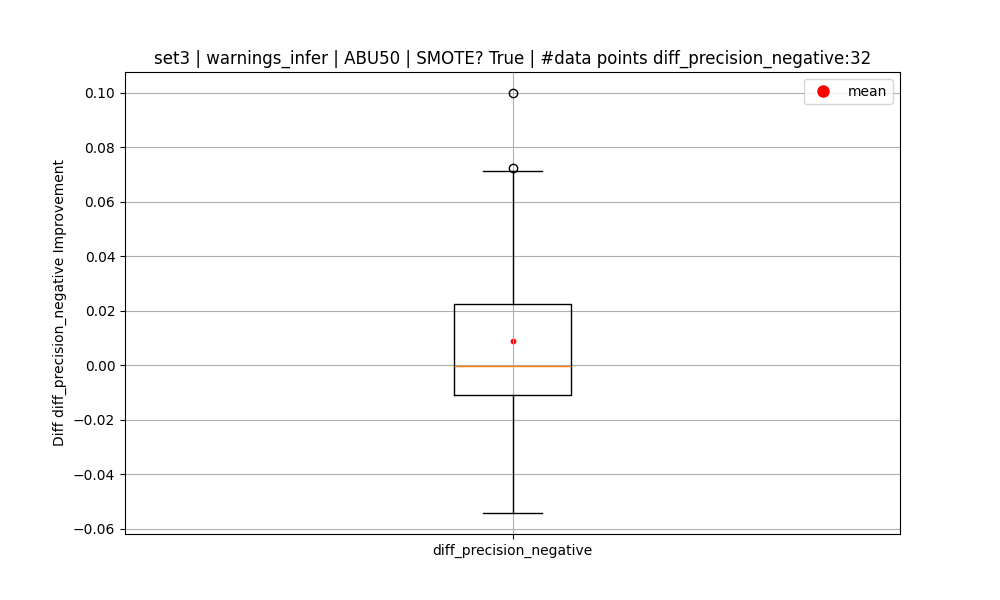 set3 | warnings_infer | ABU50 | SMOTE? True | #data points diff_precision_negative:32
mean
Diff diff_precision_negative Improvement
0.10
0.08
0.06
0.04
0.02
0.00
−0.02
−0.04
−0.06
diff_precision_negative